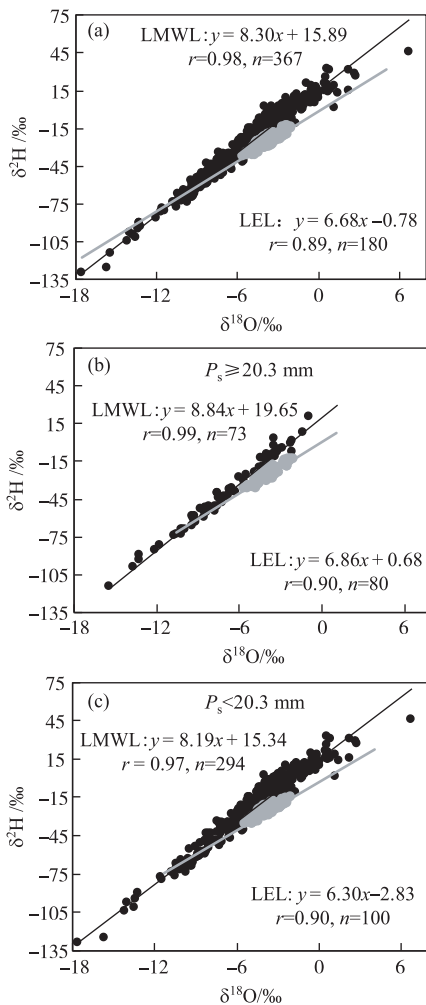 75
(a)
LMWL: y = 8.30x + 15.89
45
r=0.98, n=367
15
−15
δ²H /‰
−45
−75
LEL: y = 6.68x −0.78
−105
r= 0.89, n=180
−135
−18 −12 −6 0 6
δ¹⁸O/‰
75
(b)
Pₛ⩾20.3 mm
45
LMWL: y = 8.84x + 19.65
15
r=0.99, n=73
−15
δ²H /‰
−45
−75
LEL: y = 6.86x + 0.68
−105
r= 0.90, n=80
−135
−18 −12 −6 0 6
δ¹⁸O/‰
75
(c)
Pₛ<20.3 mm
45
LMWL: y = 8.19x + 15.34
15
r = 0.97, n=294
−15
δ²H /‰
−45
−75
LEL: y = 6.30x−2.83
−105
r=0.90, n=100
−135
−18 −12 −6 0 6
δ¹⁸O/‰